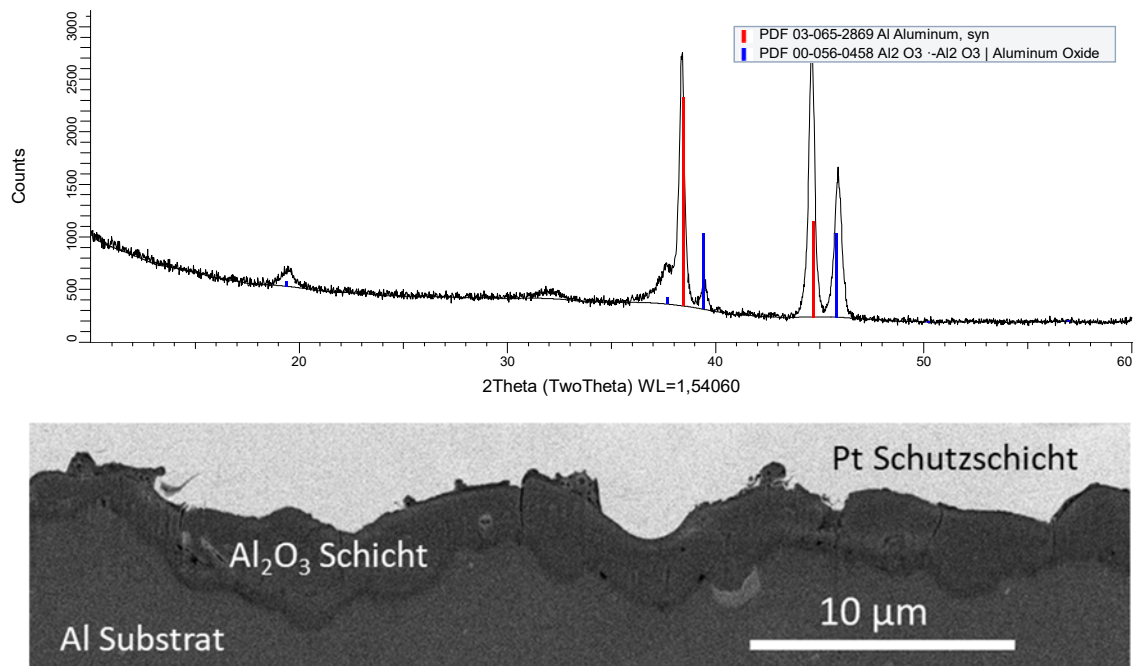 3000
2500
2000
1500
1000
500
0
Counts
PDF 03-065-2869 Al Aluminum, syn
PDF 00-056-0458 Al2 O3 ·-Al2 O3 | Aluminum Oxide
20 30 40 50 60
2Theta (TwoTheta) WL=1,54060
Pt Schutzschicht
Al₂O₃ Schicht
10 µm
Al Substrat